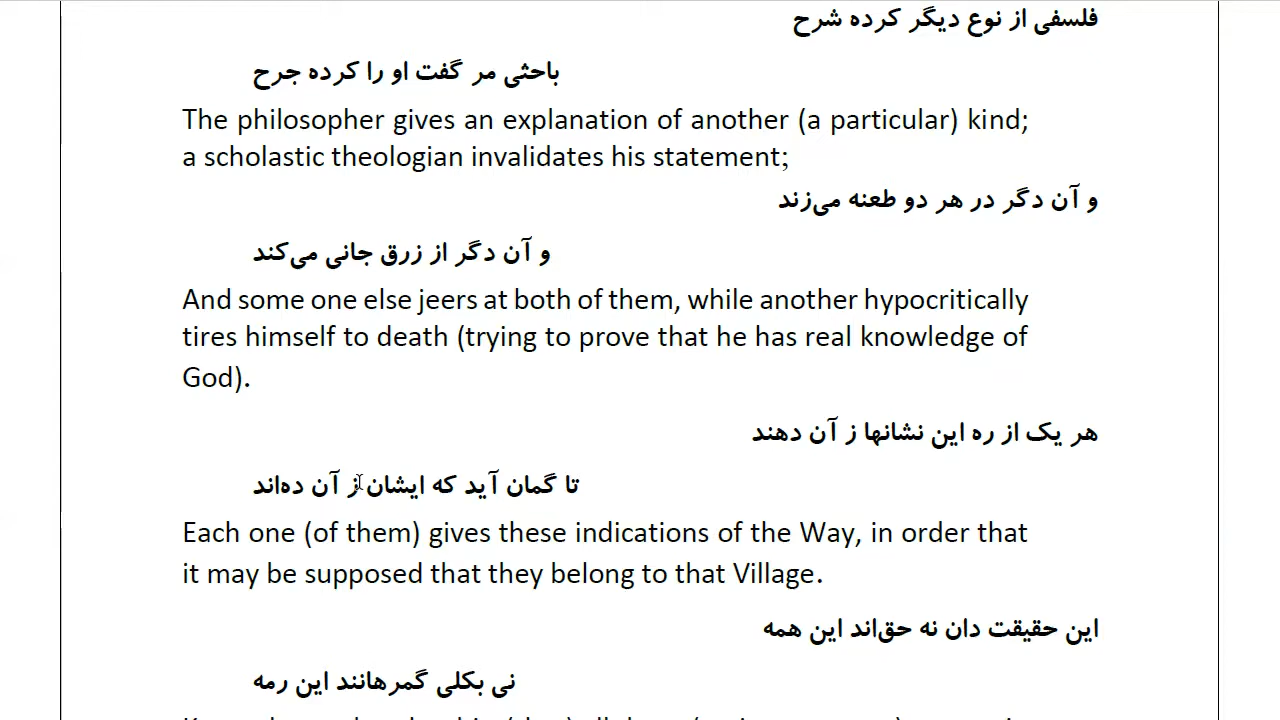 فلسفی از نوع دیگر کرده شرح
باحثی مر گفت او را کرده جرح
The philosopher gives an explanation of another (a particular) kind;
a scholastic theologian invalidates his statement;
و آن دگر در هر دو طعنه می‌زند
و آن دگر از زرق جانی می‌کند
And some one else jeers at both of them, while another hypocritically
tires himself to death (trying to prove that he has real knowledge of
God).
هر یک از ره این نشانها ز آن دهند
تا گمان آید که ایشان ز آن ده‌اند
Each one (of them) gives these indications of the Way, in order that
it may be supposed that they belong to that Village.
این حقیقت دان نه حق‌اند این همه
نی بکلی گمرهانند این رمه